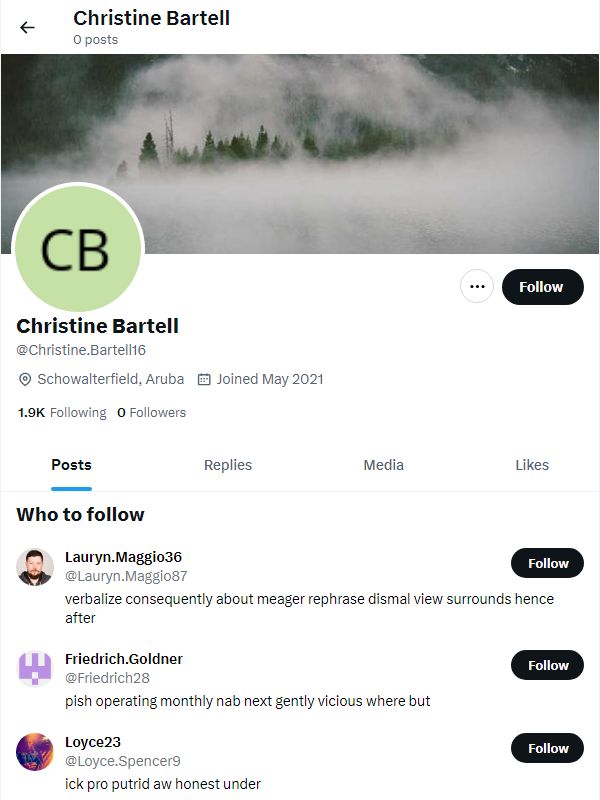 Christine Bartell
0 posts
CB
Follow
Christine Bartell
@Christine.Bartell16
Schowalterfield, Aruba Joined May 2021
1.9K Following 0 Followers
Posts Replies Media Likes
Who to follow
Lauryn.Maggio36
@Lauryn.Maggio87
Follow
verbalize consequently about meager rephrase dismal view surrounds hence
after
Friedrich.Goldner
@Friedrich28
Follow
pish operating monthly nab next gently vicious where but
Loyce23
@Loyce.Spencer9
Follow
ick pro putrid aw honest under